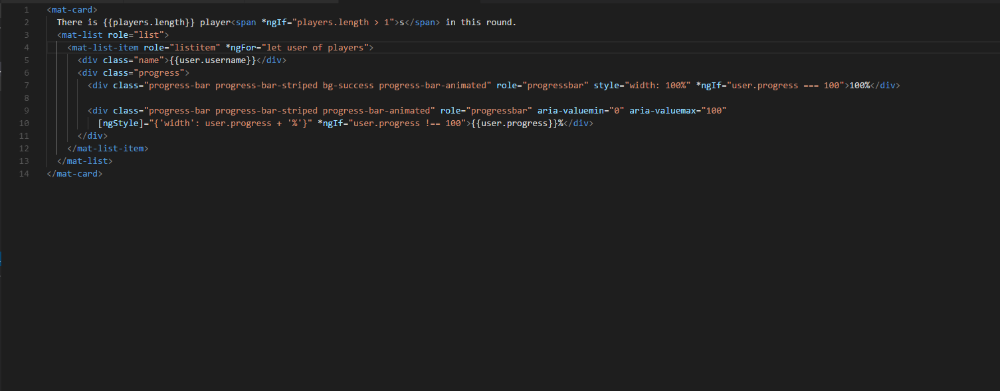 1 <mat-card>
2 There is {{players.length}} player<span *ngIf="players.length > 1">s</span> in this round.
3 <mat-list role="list">
4 <mat-list-item role="listitem" *ngFor="let user of players">
5 <div class="name">{{user.username}}</div>
6 <div class="progress">
7 <div class="progress-bar progress-bar-striped bg-success progress-bar-animated" role="progressbar" style="width: 100%" *ngIf="user.progress === 100">100%</div>
8
9 <div class="progress-bar progress-bar-striped progress-bar-animated" role="progressbar" aria-valuemin="0" aria-valuemax="100"
10 [ngStyle]="{'width': user.progress + '%'}" *ngIf="user.progress !== 100">{{user.progress}}%</div>
11 </div>
12 </mat-list-item>
13 </mat-list>
14 </mat-card>